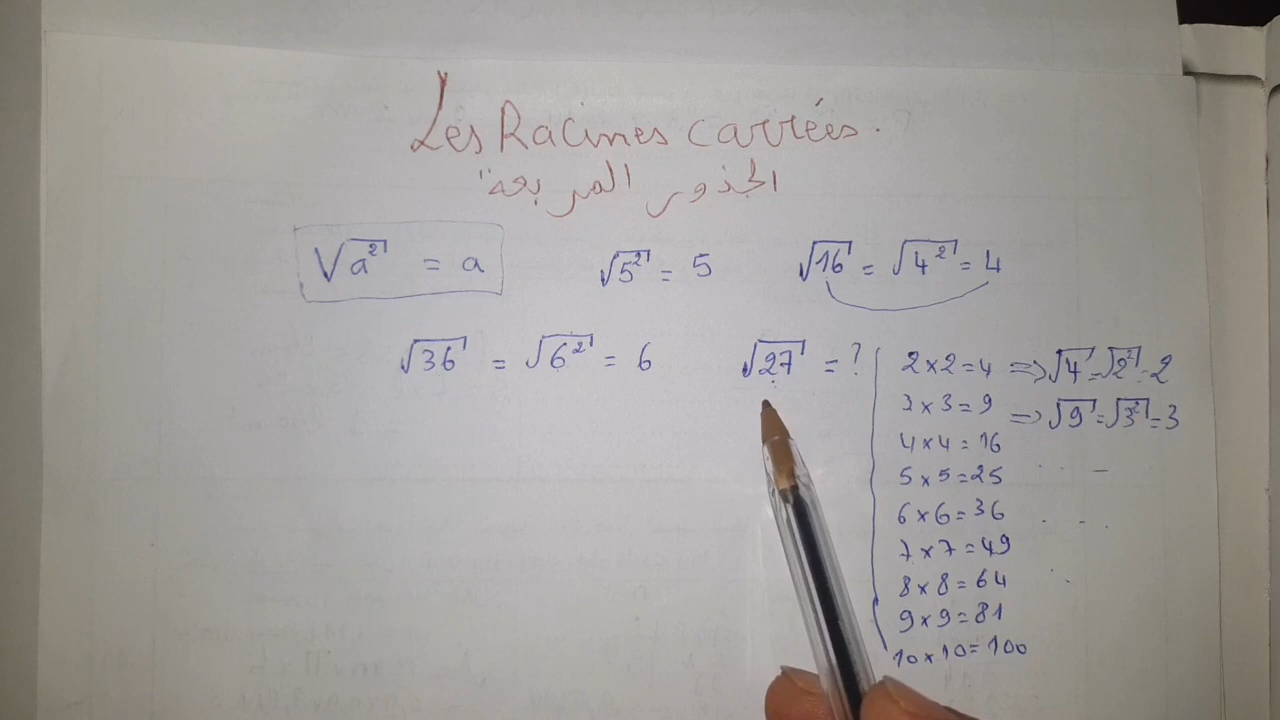 Les Racines carrées.
الجذور المربعة
√a² = a
√5² = 5
√16 = √4² = 4
√36 = √6² = 6
√27 = ?
2×2=4 => √4=√2²=2
3×3=9 => √9=√3²=3
4×4=16
5×5=25
6×6=36
7×7=49
8×8=64
9×9=81
10×10=100